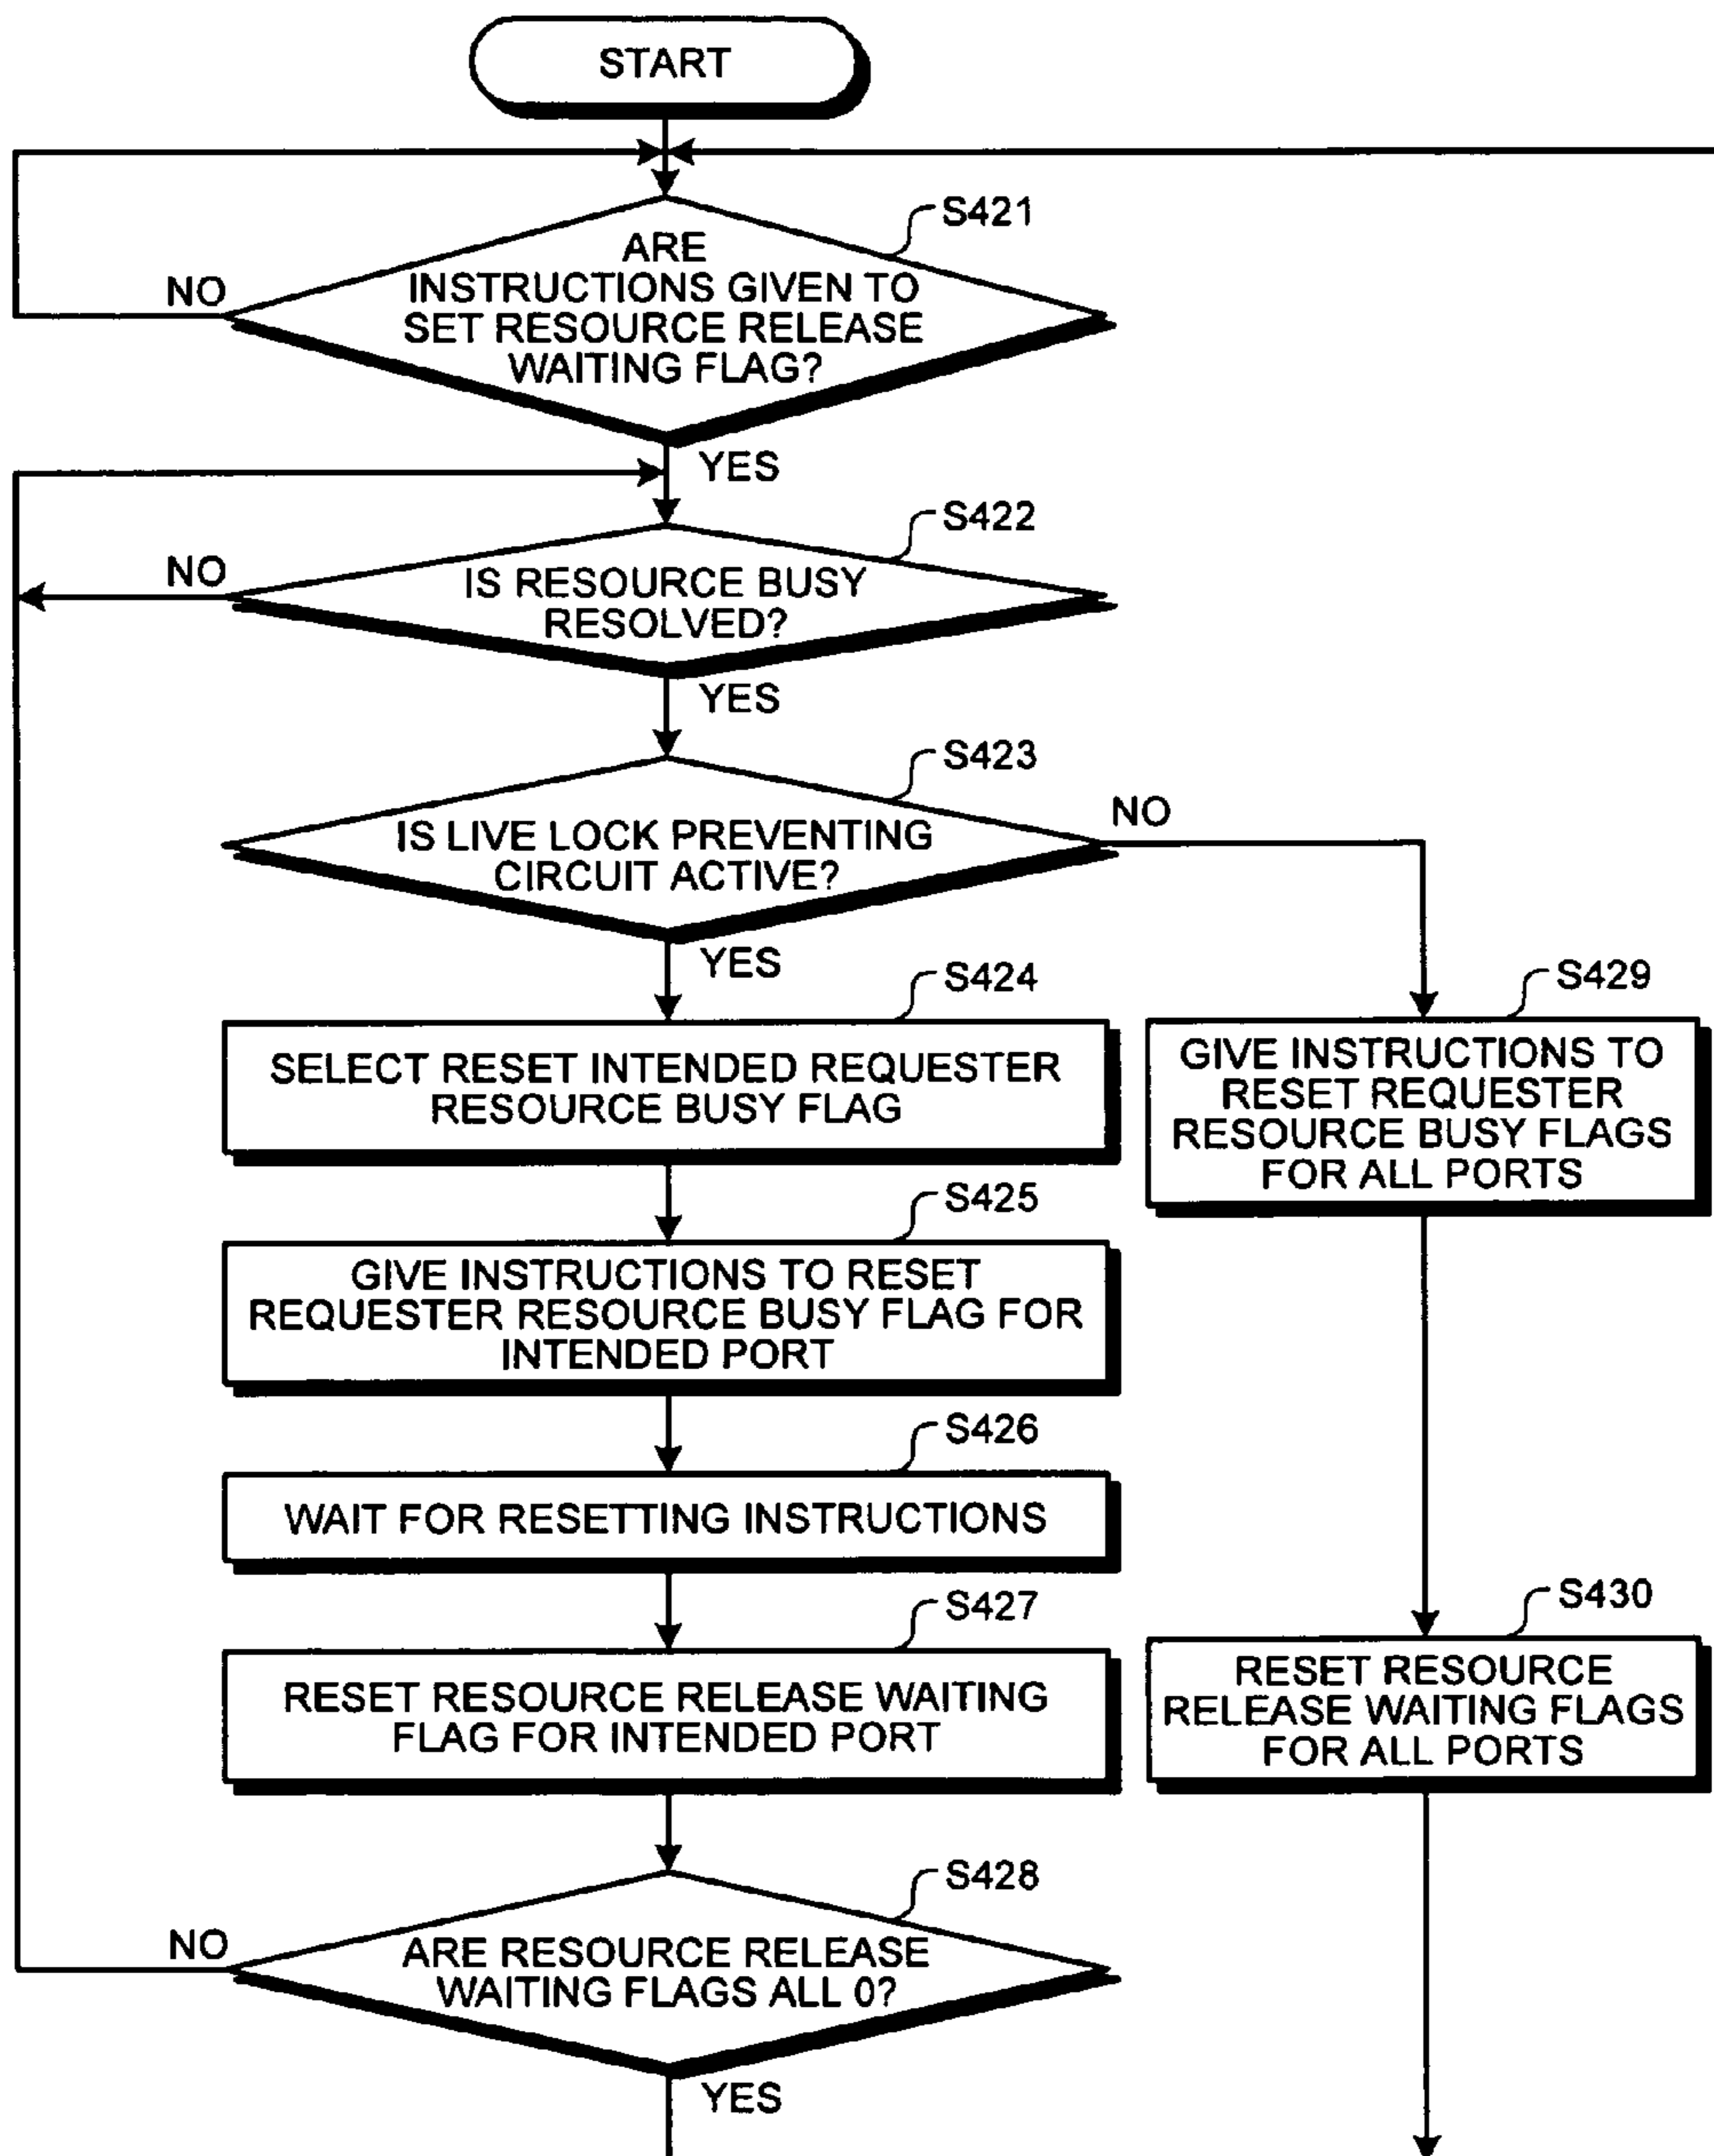 START
S421
ARE
INSTRUCTIONS GIVEN TO
SET RESOURCE RELEASE
WAITING FLAG?
NO
YES
S422
IS RESOURCE BUSY
RESOLVED?
NO
YES
S423
IS LIVE LOCK PREVENTING
CIRCUIT ACTIVE?
NO
YES
S424
SELECT RESET INTENDED REQUESTER
RESOURCE BUSY FLAG
S425
GIVE INSTRUCTIONS TO RESET
REQUESTER RESOURCE BUSY FLAG FOR
INTENDED PORT
S426
WAIT FOR RESETTING INSTRUCTIONS
S427
RESET RESOURCE RELEASE WAITING
FLAG FOR INTENDED PORT
S428
ARE RESOURCE RELEASE
WAITING FLAGS ALL 0?
NO
YES
S429
GIVE INSTRUCTIONS TO
RESET REQUESTER
RESOURCE BUSY FLAGS
FOR ALL PORTS
S430
RESET RESOURCE
RELEASE WAITING FLAGS
FOR ALL PORTS